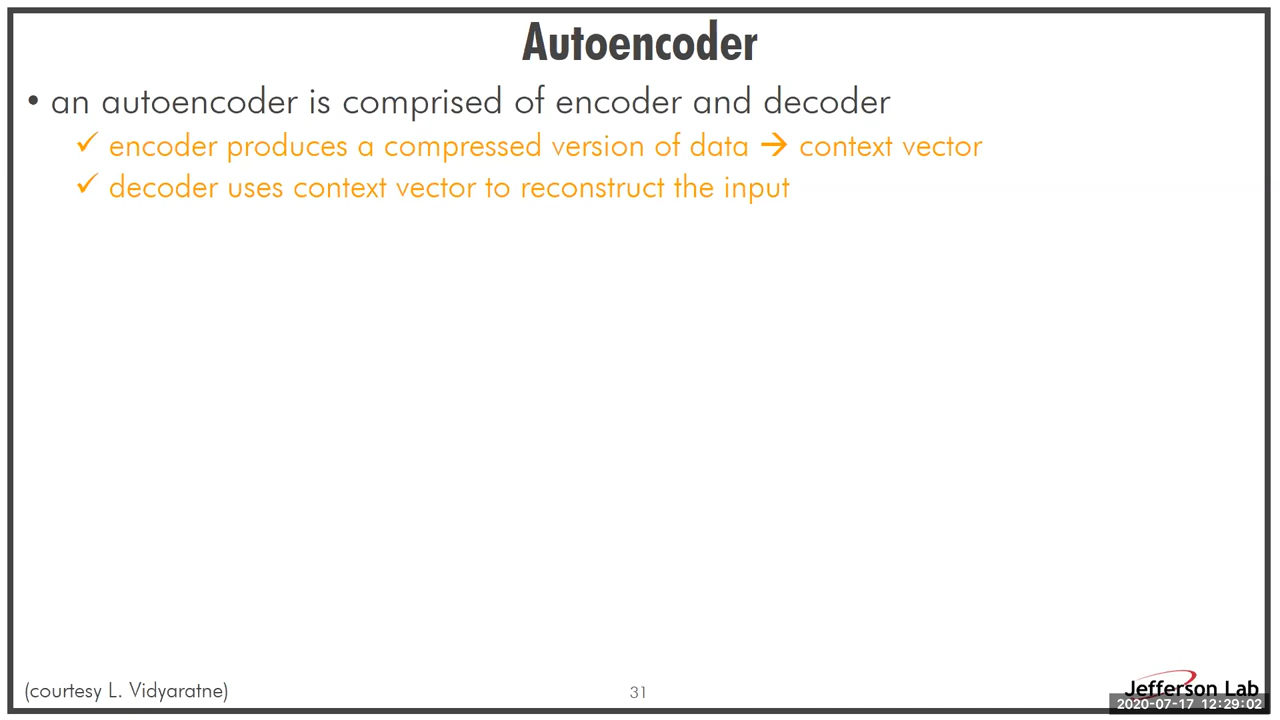 Autoencoder
• an autoencoder is comprised of encoder and decoder
✓ encoder produces a compressed version of data → context vector
✓ decoder uses context vector to reconstruct the input
(courtesy L. Vidyaratne)
31
Jefferson Lab
2020-07-17 12:29:02